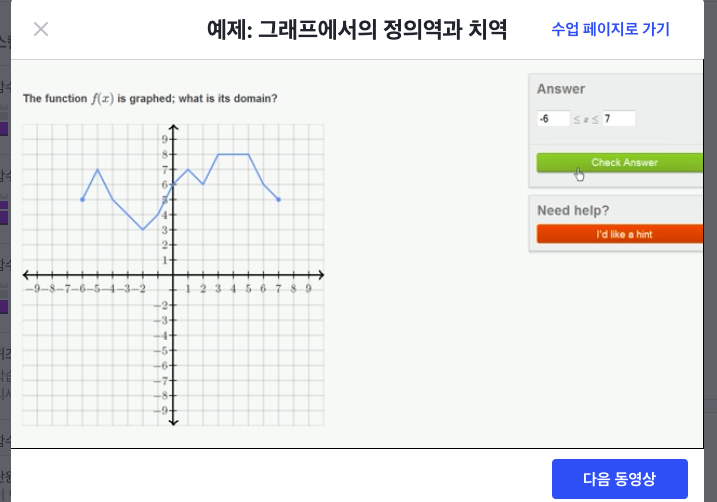 예제: 그래프에서의 정의역과 치역
수업 페이지로 가기
The function f(x) is graphed; what is its domain?
Answer
-6 ≤ x ≤ 7
Check Answer
Need help?
I'd like a hint
9
8
7
6
5
4
3
2
1
-9-8-7-6-5-4-3-2 1 2 3 4 5 6 7 8 9
-2
-3
-4
-5
-6
-7
-8
-9
다음 동영상